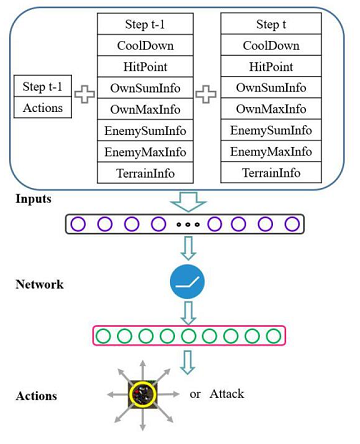 Step t-1
Actions
Step t-1
CoolDown
HitPoint
OwnSumInfo
OwnMaxInfo
EnemySumInfo
EnemyMaxInfo
TerrainInfo
Step t
CoolDown
HitPoint
OwnSumInfo
OwnMaxInfo
EnemySumInfo
EnemyMaxInfo
TerrainInfo
Inputs
Network
Actions
or Attack